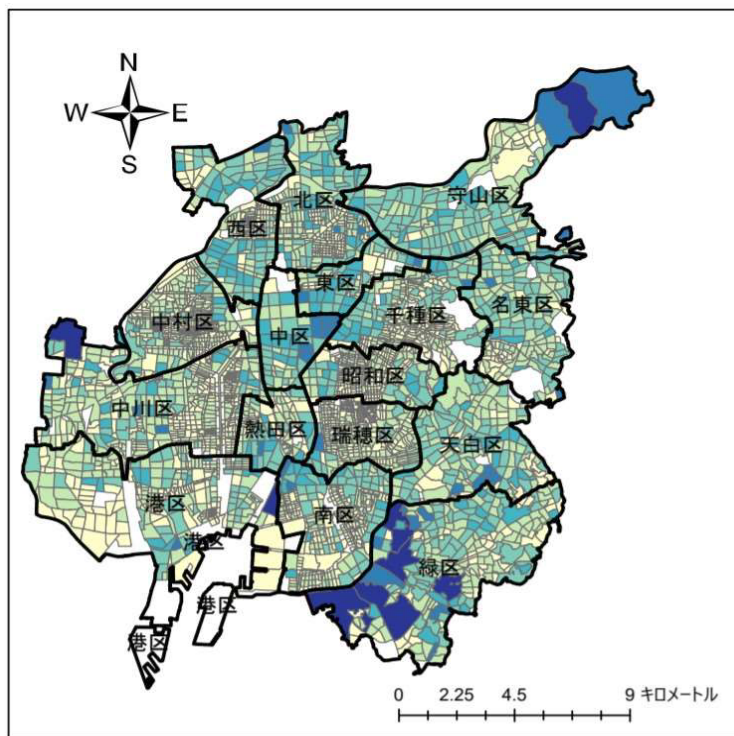 N
W E
S
北区
守山区
西区
東区
名東区
中村区
千種区
中区
昭和区
中川区
熱田区
瑞穂区
天白区
港区
南区
港区
緑区
港区
港区
0 2.25 4.5 9 キロメートル